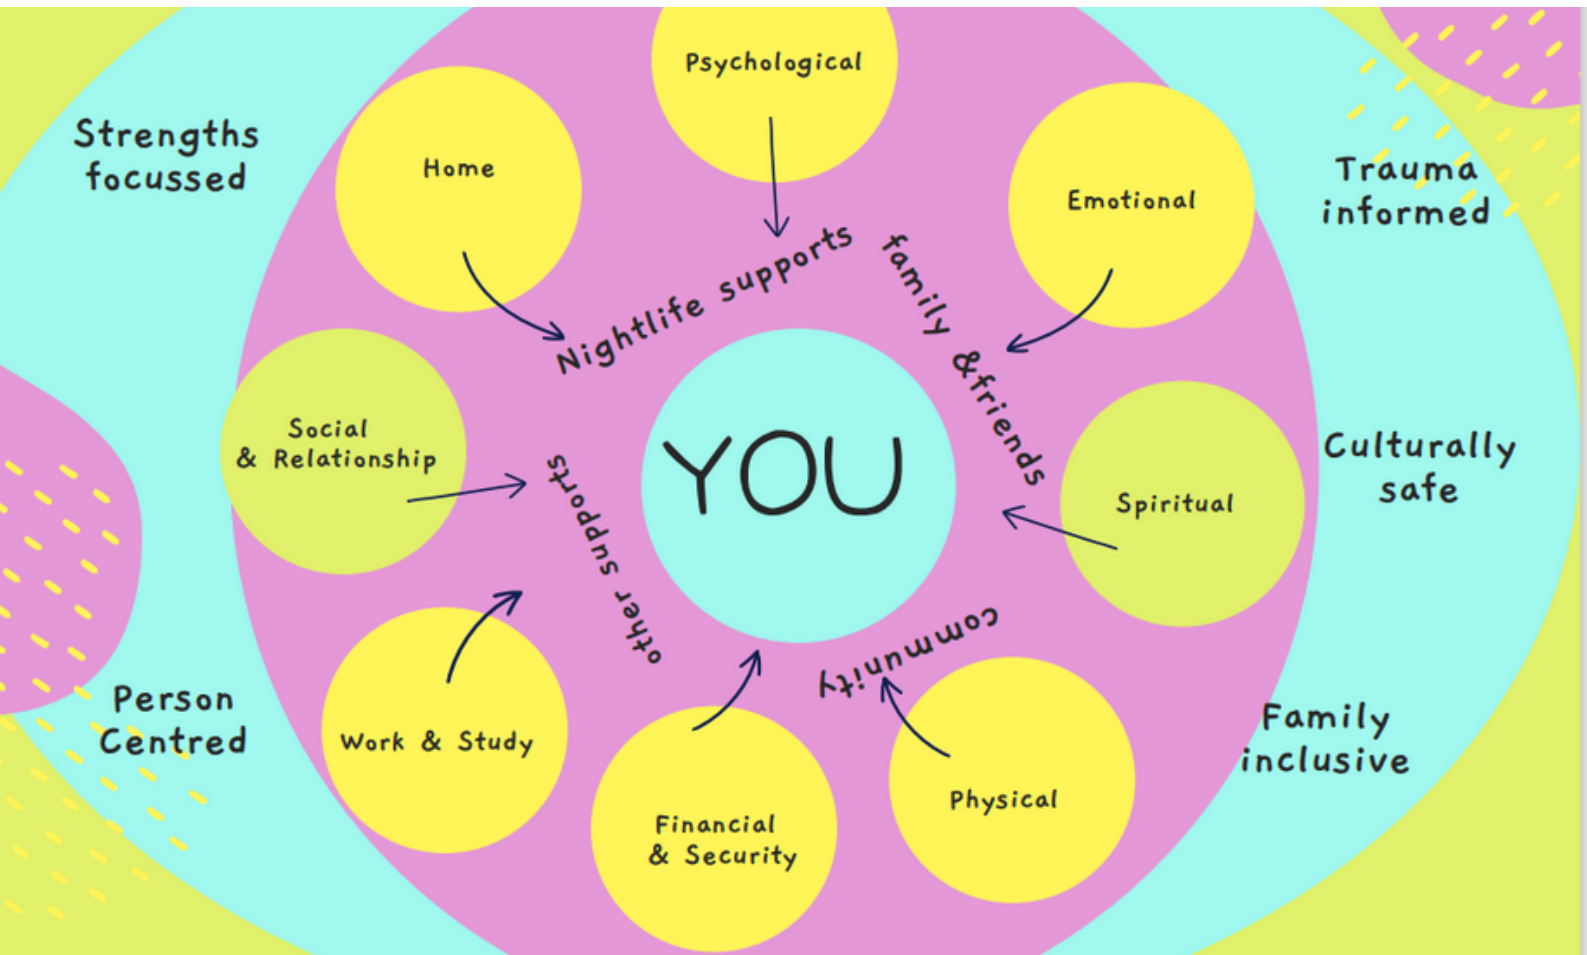 Psychological
Strengths
focussed
Home
Trauma
informed
Emotional
Nightlife supports
family &friends
Social
& Relationship
YOU
Culturally
safe
Spiritual
other supports
community
Person
Centred
Work & Study
Family
inclusive
Physical
Financial
& Security